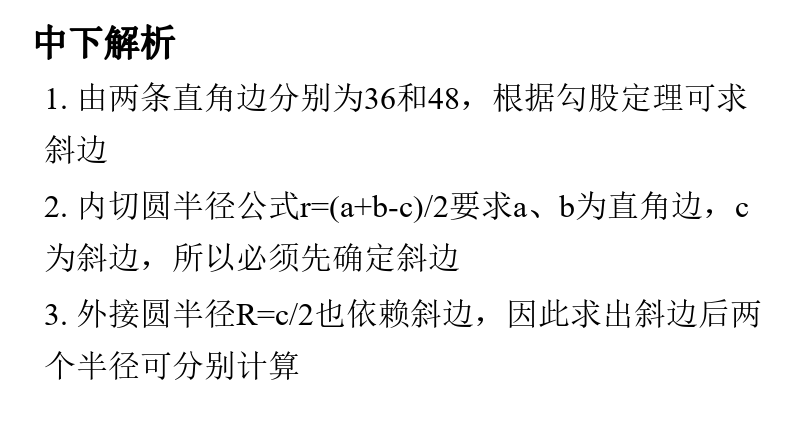 中下解析
1. 由两条直角边分别为36和48，根据勾股定理可求
斜边
2. 内切圆半径公式r=(a+b-c)/2要求a、b为直角边，c
为斜边，所以必须先确定斜边
3. 外接圆半径R=c/2也依赖斜边，因此求出斜边后两
个半径可分别计算